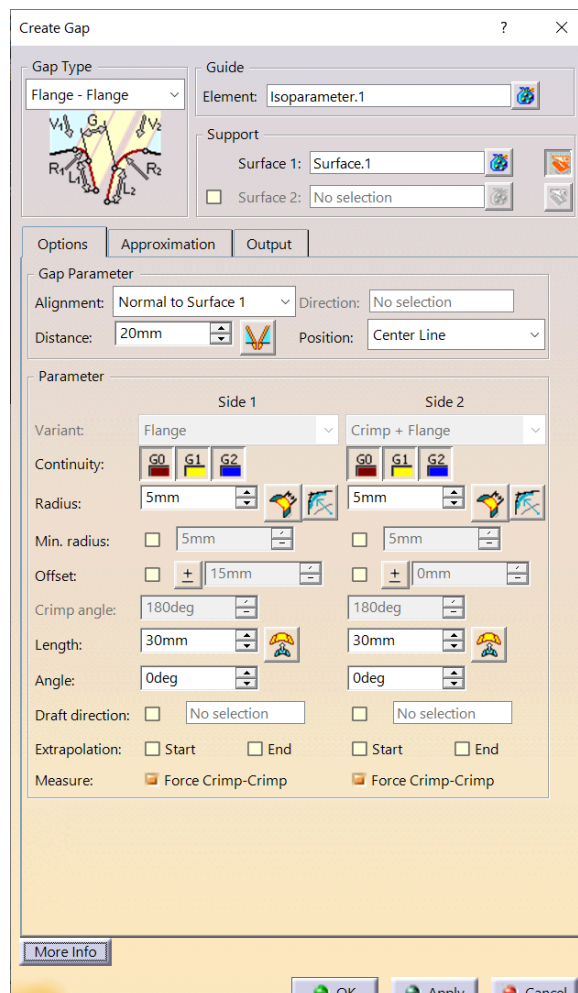 Create Gap ? ×
Gap Type
Flange - Flange
V1 G V2
R1 L1 L2 R2
Guide
Element: Isoparameter.1
Support
Surface 1: Surface.1
Surface 2: No selection
Options Approximation Output
Gap Parameter
Alignment: Normal to Surface 1 Direction: No selection
Distance: 20mm Position: Center Line
Parameter
Side 1 Side 2
Variant: Flange Crimp + Flange
Continuity: G0 G1 G2 G0 G1 G2
Radius: 5mm 5mm
Min. radius: 5mm 5mm
Offset: ± 15mm ± 0mm
Crimp angle: 180deg 180deg
Length: 30mm 30mm
Angle: 0deg 0deg
Draft direction: No selection No selection
Extrapolation: Start End Start End
Measure: Force Crimp-Crimp Force Crimp-Crimp
More Info
OK Apply Cancel